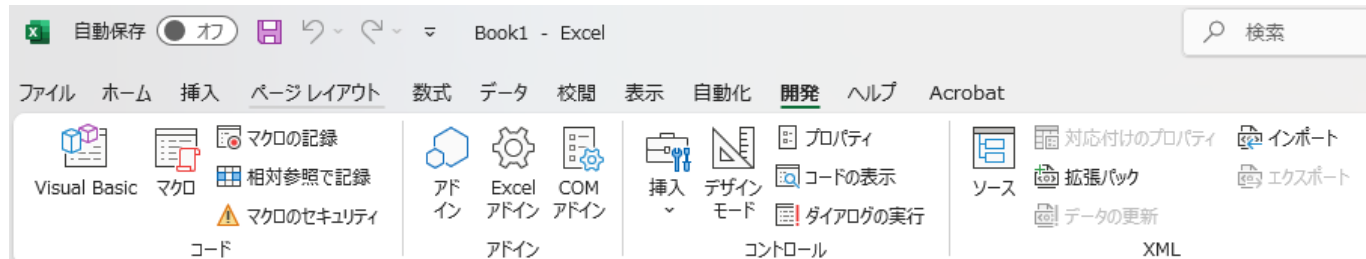 自動保存 オフ Book1 - Excel 検索
ファイル ホーム 挿入 ページ レイアウト 数式 データ 校閲 表示 自動化 開発 ヘルプ Acrobat
Visual Basic
マクロ
マクロの記録
相対参照で記録
マクロのセキュリティ
コード
アド
イン
Excel
アドイン
COM
アドイン
アドイン
挿入
デザイン
モード
プロパティ
コードの表示
ダイアログの実行
コントロール
ソース
対応付けのプロパティ
拡張パック
データの更新
インポート
エクスポート
XML